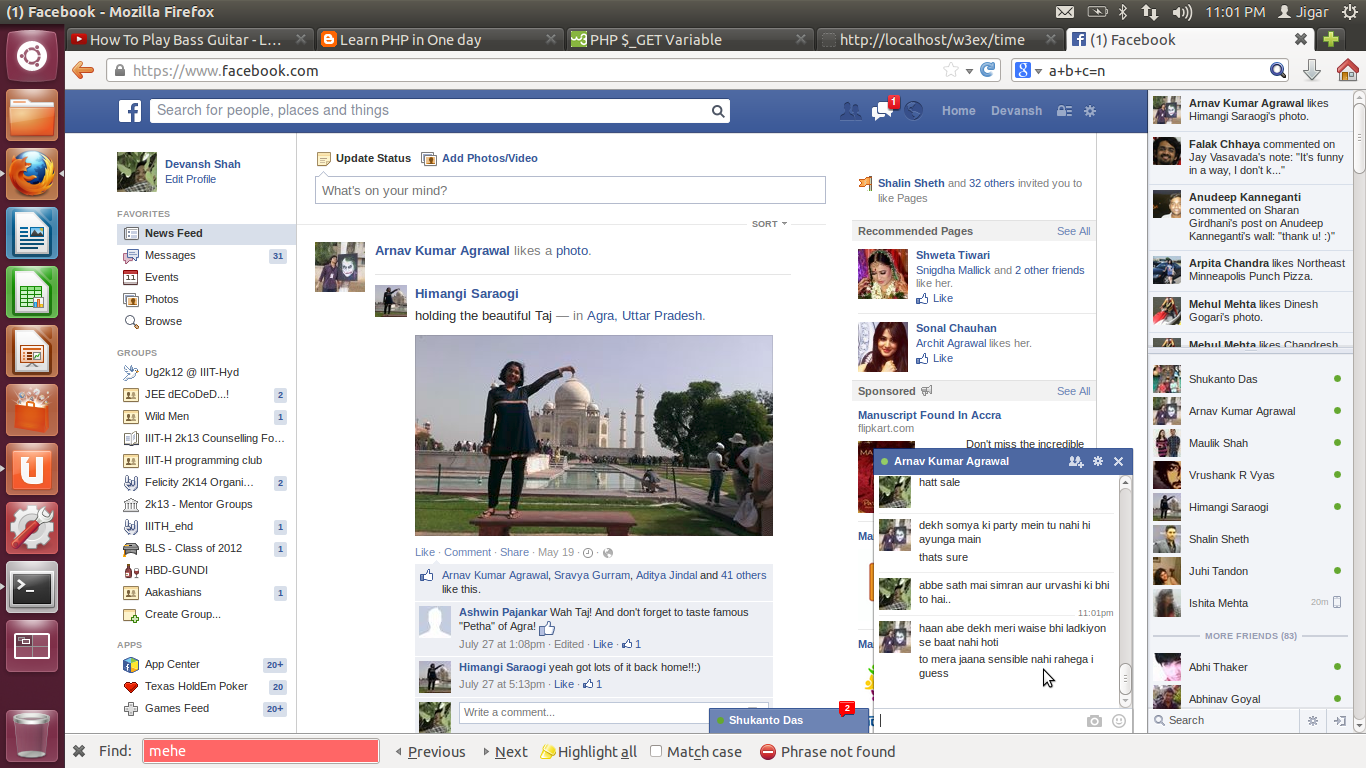 (1) Facebook - Mozilla Firefox
11:01 PM
Jigar
How To Play Bass Guitar - L...
Learn PHP in One day
PHP $_GET Variable
http://localhost/w3ex/time
(1) Facebook
https://www.facebook.com
a+b+c=n
Search for people, places and things
1
Home
Devansh
Devansh Shah
Edit Profile
FAVORITES
News Feed
Messages 31
Events
Photos
Browse
GROUPS
Ug2k12 @ IIIT-Hyd
JEE dECoDeD...! 2
Wild Men 1
IIIT-H 2k13 Counselling Fo...
IIIT-H programming club
Felicity 2K14 Organi... 2
2k13 - Mentor Groups
IIITH_ehd 1
BLS - Class of 2012 1
HBD-GUNDI
Aakashians 1
Create Group...
APPS
App Center 20+
Texas HoldEm Poker 20
Games Feed 20+
Update Status
Add Photos/Video
What's on your mind?
SORT
Arnav Kumar Agrawal likes a photo.
Himangi Saraogi
holding the beautiful Taj — in Agra, Uttar Pradesh.
Like · Comment · Share · May 19 ·
Arnav Kumar Agrawal, Sravya Gurram, Aditya Jindal and 41 others
like this.
Ashwin Pajankar Wah Taj! And don't forget to taste famous
"Petha" of Agra!
July 27 at 1:08pm · Edited · Like · 1
Himangi Saraogi yeah got lots of it back home!!:)
July 27 at 5:13pm · Like · 1
Write a comment...
Shalin Sheth and 32 others invited you to
like Pages
Recommended Pages See All
Shweta Tiwari
Snigdha Mallick and 2 other friends
like her.
Like
Sonal Chauhan
Archit Agrawal likes her.
Like
Sponsored See All
Manuscript Found In Accra
flipkart.com
Don't miss the incredible
MA
Ma
Ma
Shukanto Das
2
Arnav Kumar Agrawal
hatt sale
dekh somya ki party mein tu nahi hi
ayunga main
thats sure
abbe sath mai simran aur urvashi ki bhi
to hai..
11:01pm
haan abe dekh meri waise bhi ladkiyon
se baat nahi hoti
to mera jaana sensible nahi rahega i
guess
Arnav Kumar Agrawal likes
Himangi Saraogi's photo.
Falak Chhaya commented on
Jay Vasavada's note: "It's funny
in a way, I don't k..."
Anudeep Kanneganti
commented on Sharan
Girdhani's post on Anudeep
Kanneganti's wall: "thank u! :)"
Arpita Chandra likes Northeast
Minneapolis Punch Pizza.
Mehul Mehta likes Dinesh
Gogari's photo.
Mehul Mehta likes Chandresh
Shukanto Das
Arnav Kumar Agrawal
Maulik Shah
Vrushank R Vyas
Himangi Saraogi
Shalin Sheth
Juhi Tandon
Ishita Mehta 20m
MORE FRIENDS (83)
Abhi Thaker
Abhinav Goyal
Search
Find: mehe
Previous
Next
Highlight all
Match case
Phrase not found